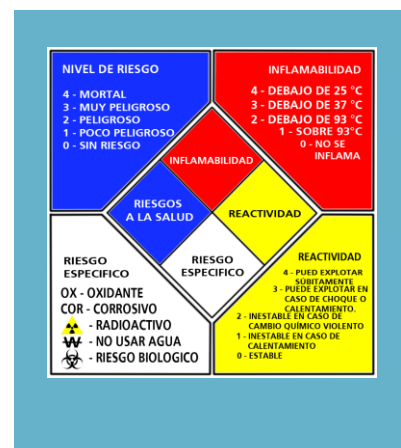 NIVEL DE RIESGO
4 - MORTAL
3 - MUY PELIGROSO
2 - PELIGROSO
1 - POCO PELIGROSO
0 - SIN RIESGO
INFLAMABILIDAD
4 - DEBAJO DE 25 °C
3 - DEBAJO DE 37 °C
2 - DEBAJO DE 93 °C
1 - SOBRE 93°C
0 - NO SE
INFLAMA
INFLAMABILIDAD
RIESGOS
A LA SALUD
REACTIVIDAD
RIESGO
ESPECIFICO
RIESGO
ESPECIFICO
OX - OXIDANTE
COR - CORROSIVO
- RADIOACTIVO
W - NO USAR AGUA
- RIESGO BIOLOGICO
REACTIVIDAD
4 - PUED EXPLOTAR
SÚBITAMENTE
3 - PUEDE EXPLOTAR EN
CASO DE CHOQUE O
CALENTAMIENTO.
2 - INESTABLE EN CASO DE
CAMBIO QUÍMICO VIOLENTO
1 - INESTABLE EN CASO DE
CALENTAMIENTO
0 - ESTABLE